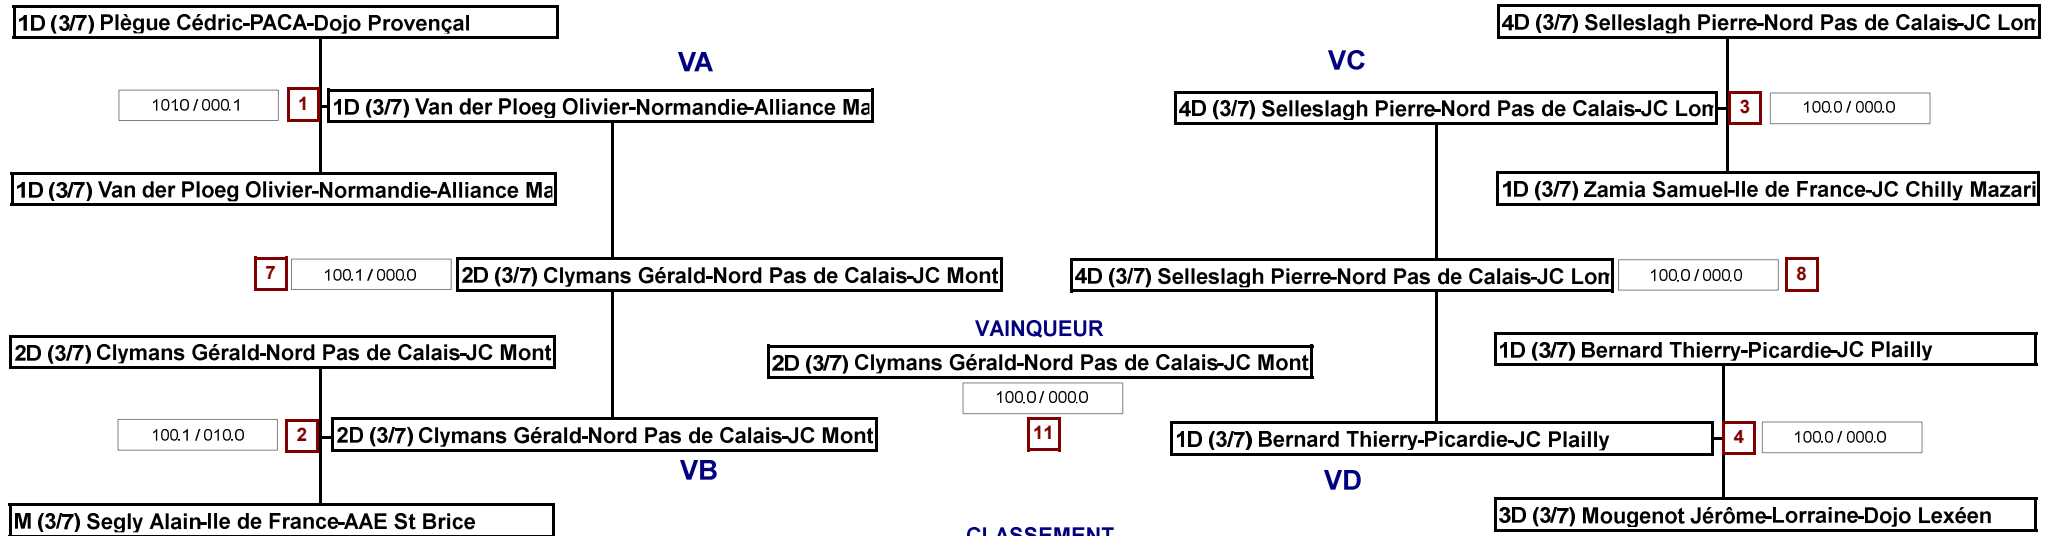 1D (3/7) Plègue Cédric-PACA-Dojo Provençal
4D (3/7) Selleslagh Pierre-Nord Pas de Calais-JC Lom
VA
VC
101.0 / 000.1
1
1D (3/7) Van der Ploeg Olivier-Normandie-Alliance Ma
4D (3/7) Selleslagh Pierre-Nord Pas de Calais-JC Lom
3
100.0 / 000.0
1D (3/7) Van der Ploeg Olivier-Normandie-Alliance Ma
1D (3/7) Zamia Samuel-Ile de France-JC Chilly Mazari
7
100.1 / 000.0
2D (3/7) Clymans Gérald-Nord Pas de Calais-JC Mont
4D (3/7) Selleslagh Pierre-Nord Pas de Calais-JC Lom
100.0 / 000.0
8
VAINQUEUR
2D (3/7) Clymans Gérald-Nord Pas de Calais-JC Mont
2D (3/7) Clymans Gérald-Nord Pas de Calais-JC Mont
1D (3/7) Bernard Thierry-Picardie-JC Plailly
100.0 / 000.0
100.1 / 010.0
2
2D (3/7) Clymans Gérald-Nord Pas de Calais-JC Mont
11
1D (3/7) Bernard Thierry-Picardie-JC Plailly
4
100.0 / 000.0
VB
VD
M (3/7) Segly Alain-Ile de France-AAE St Brice
3D (3/7) Mougenot Jérôme-Lorraine-Dojo Lexéen
CLASSEMENT